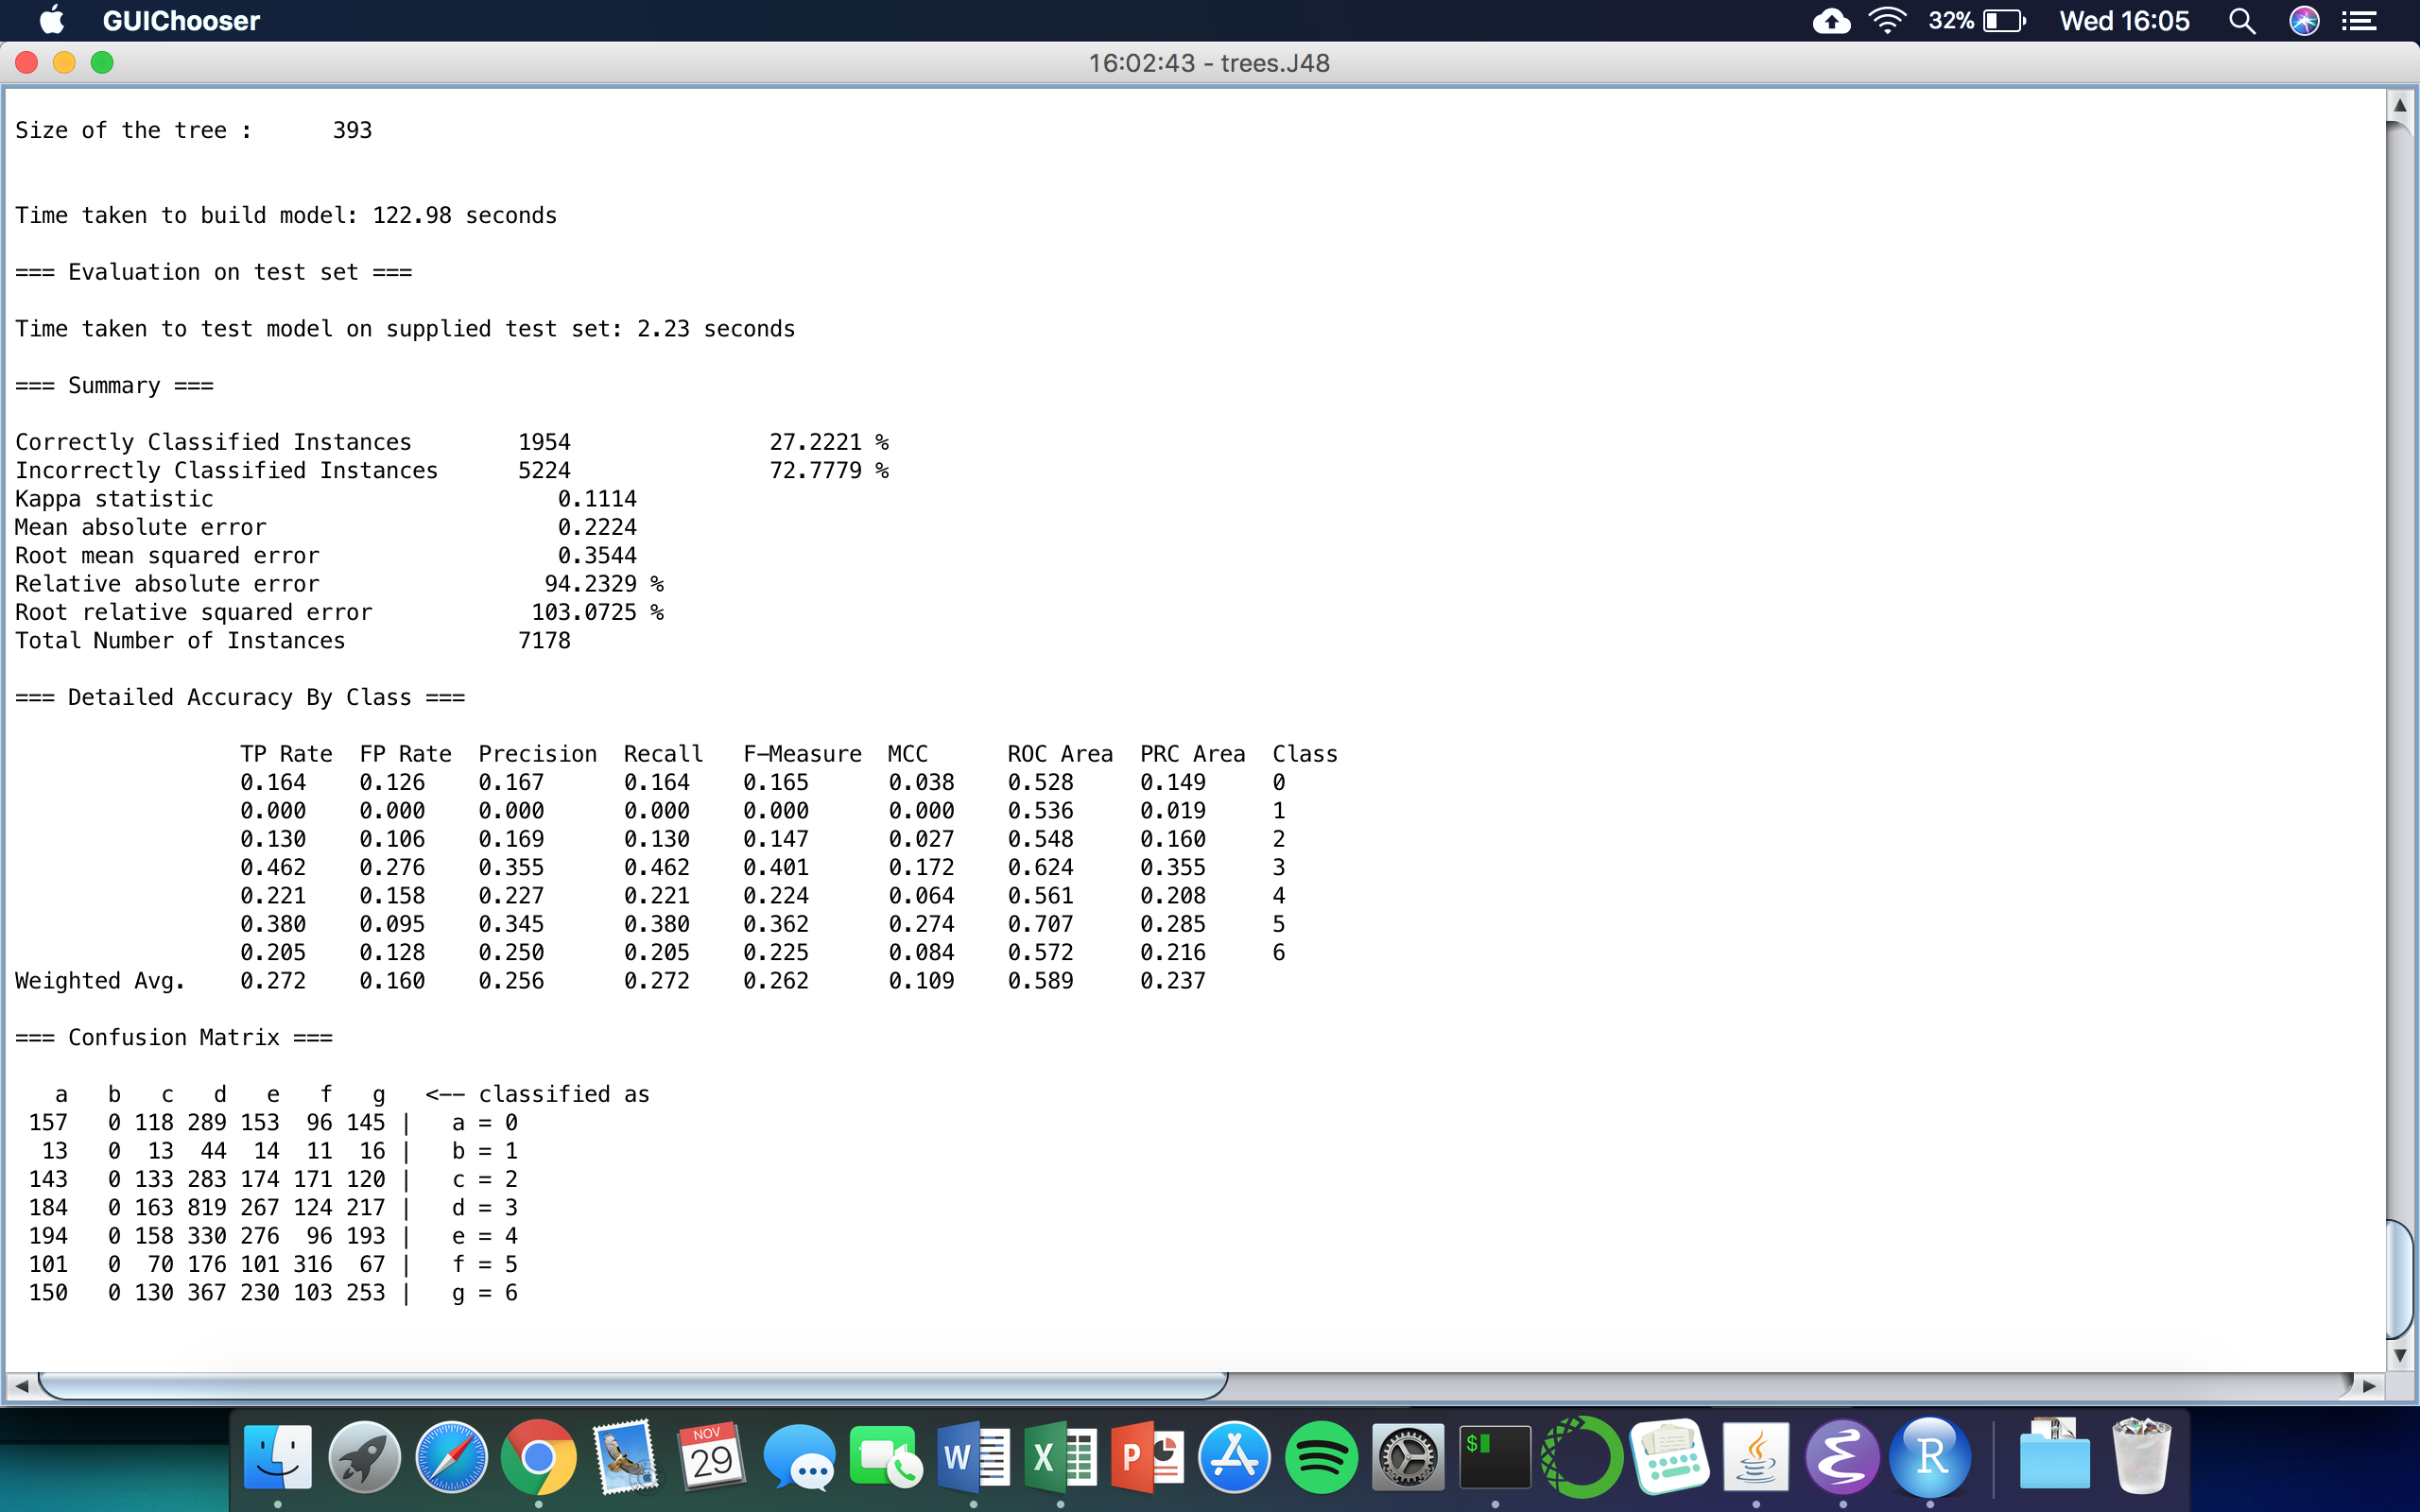 GUIChooser 32% Wed 16:05
16:02:43 - trees.J48
Size of the tree : 393
Time taken to build model: 122.98 seconds
=== Evaluation on test set ===
Time taken to test model on supplied test set: 2.23 seconds
=== Summary ===
Correctly Classified Instances 1954 27.2221 %
Incorrectly Classified Instances 5224 72.7779 %
Kappa statistic 0.1114
Mean absolute error 0.2224
Root mean squared error 0.3544
Relative absolute error 94.2329 %
Root relative squared error 103.0725 %
Total Number of Instances 7178
=== Detailed Accuracy By Class ===
TP Rate FP Rate Precision Recall F-Measure MCC ROC Area PRC Area Class
0.164 0.126 0.167 0.164 0.165 0.038 0.528 0.149 0
0.000 0.000 0.000 0.000 0.000 0.000 0.536 0.019 1
0.130 0.106 0.169 0.130 0.147 0.027 0.548 0.160 2
0.462 0.276 0.355 0.462 0.401 0.172 0.624 0.355 3
0.221 0.158 0.227 0.221 0.224 0.064 0.561 0.208 4
0.380 0.095 0.345 0.380 0.362 0.274 0.707 0.285 5
0.205 0.128 0.250 0.205 0.225 0.084 0.572 0.216 6
Weighted Avg. 0.272 0.160 0.256 0.272 0.262 0.109 0.589 0.237
=== Confusion Matrix ===
a b c d e f g <-- classified as
157 0 118 289 153 96 145 | a = 0
13 0 13 44 14 11 16 | b = 1
143 0 133 283 174 171 120 | c = 2
184 0 163 819 267 124 217 | d = 3
194 0 158 330 276 96 193 | e = 4
101 0 70 176 101 316 67 | f = 5
150 0 130 367 230 103 253 | g = 6
NOV
29
W
X
P
$
R